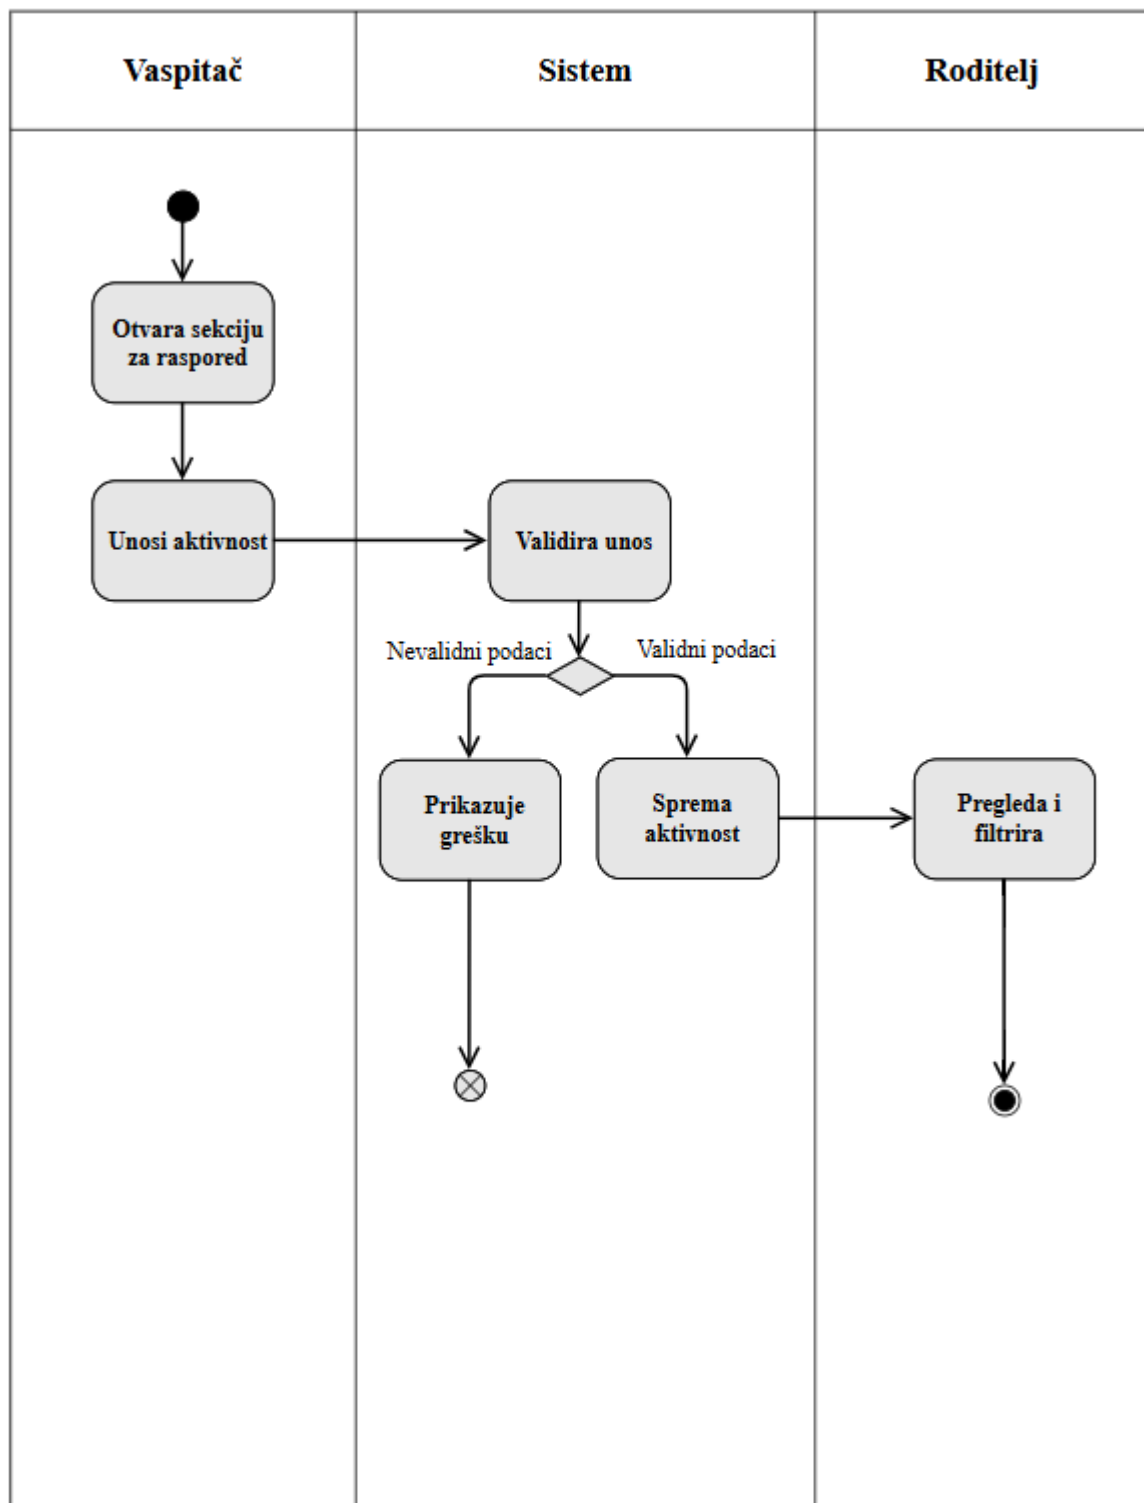 Vaspitač
Sistem
Roditelj
Otvara sekciju
za raspored
Unosi aktivnost
Validira unos
Nevalidni podaci
Validni podaci
Prikazuje
grešku
Sprema
aktivnost
Pregleda i
filtrira